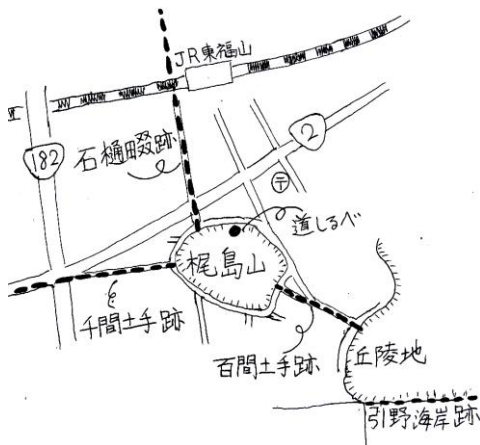 JR東福山
182
2
石樋田畷跡
〒
道しるべ
梶島山
千間土手跡
百間土手跡
丘陵地
引野海岸跡